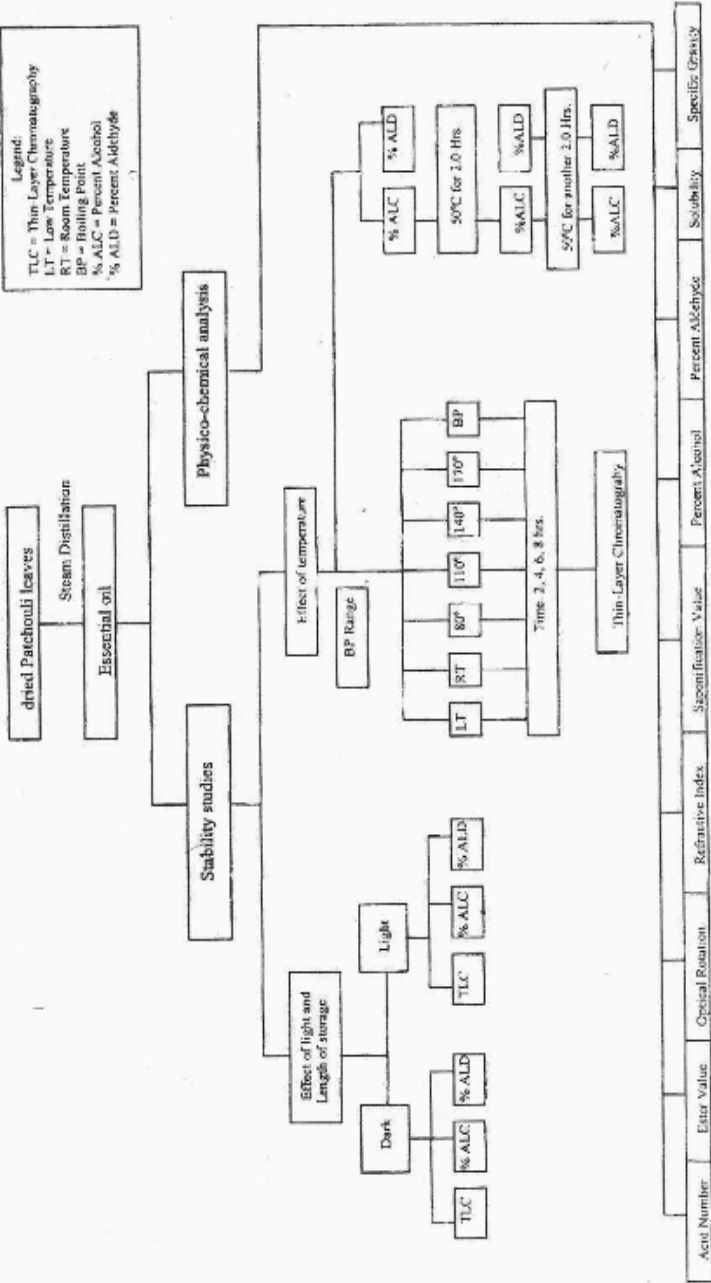 Legend:
TLC = Thin-Layer Chromatography
LT = Low Temperature
RT = Room Temperature
BP = Boiling Point
% ALC = Percent Alcohol
% ALD = Percent Aldehyde
dried Patchouli leaves
Steam Distillation
Essential oil
Stability studies
Physico-chemical analysis
Effect of light and
Length of storage
Effect of temperature
BP Range
Dark
Light
TLC
% ALC
% ALD
TLC
% ALC
% ALD
LT
RT
80°
110°
140°
170°
BP
Time 2, 4, 6, 8 hrs.
Thin-Layer Chromatograhy
% ALC
% ALD
50°C for 2.0 Hrs.
%ALC
%ALD
50°C for another 2.0 Hrs.
%ALC
%ALD
Acid Number
Ester Value
Optical Rotation
Refractive Index
Saponification Value
Percent Alcohol
Percent Aldehyde
Solubility
Specific Gravity